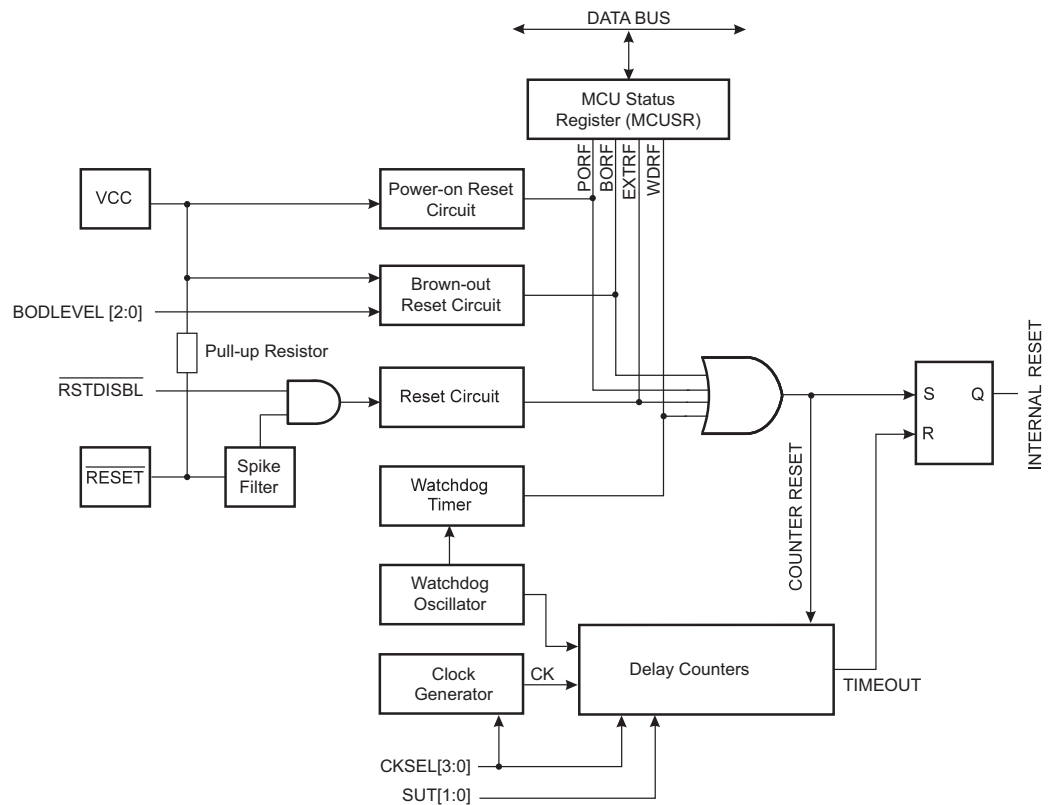 DATA BUS
MCU Status
Register (MCUSR)
PORF
BORF
EXTRF
WDRF
VCC
Power-on Reset
Circuit
Brown-out
Reset Circuit
BODLEVEL [2:0]
Pull-up Resistor
RSTDISBL
Reset Circuit
S
Q
R
INTERNAL RESET
RESET
Spike
Filter
Watchdog
Timer
COUNTER RESET
Watchdog
Oscillator
Clock
Generator
CK
Delay Counters
TIMEOUT
CKSEL[3:0]
SUT[1:0]